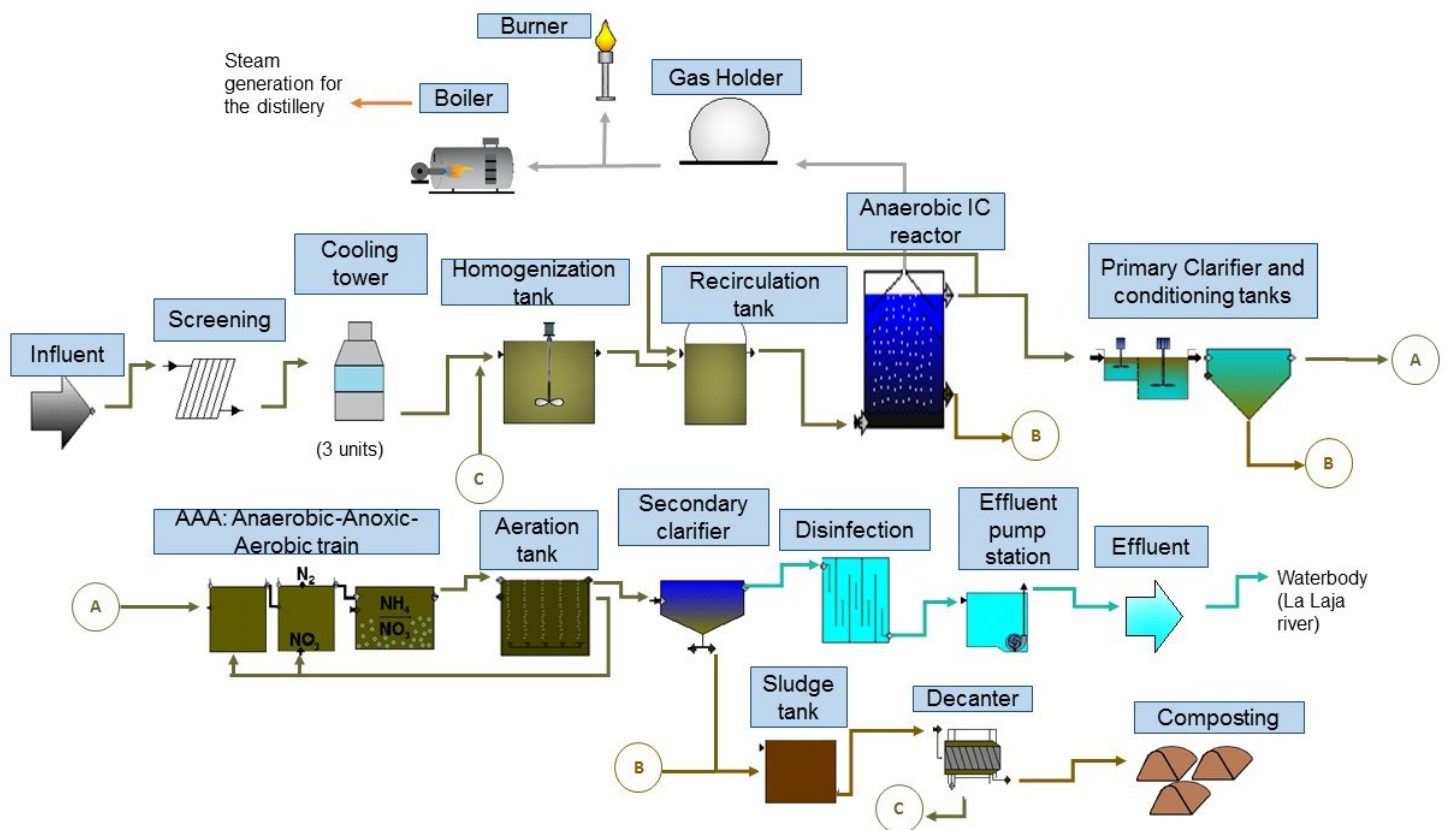 Burner
Steam
generation for
the distillery
Boiler
Gas Holder
Anaerobic IC
reactor
Cooling
tower
Homogenization
tank
Recirculation
tank
Primary Clarifier and
conditioning tanks
Screening
Influent
(3 units)
A
B
B
C
AAA: Anaerobic-Anoxic-
Aerobic train
Aeration
tank
Secondary
clarifier
Disinfection
Effluent
pump
station
Effluent
Waterbody
(La Laja
river)
A
N₂
NO₃
NH₄
NO₃
Sludge
tank
Decanter
Composting
B
C